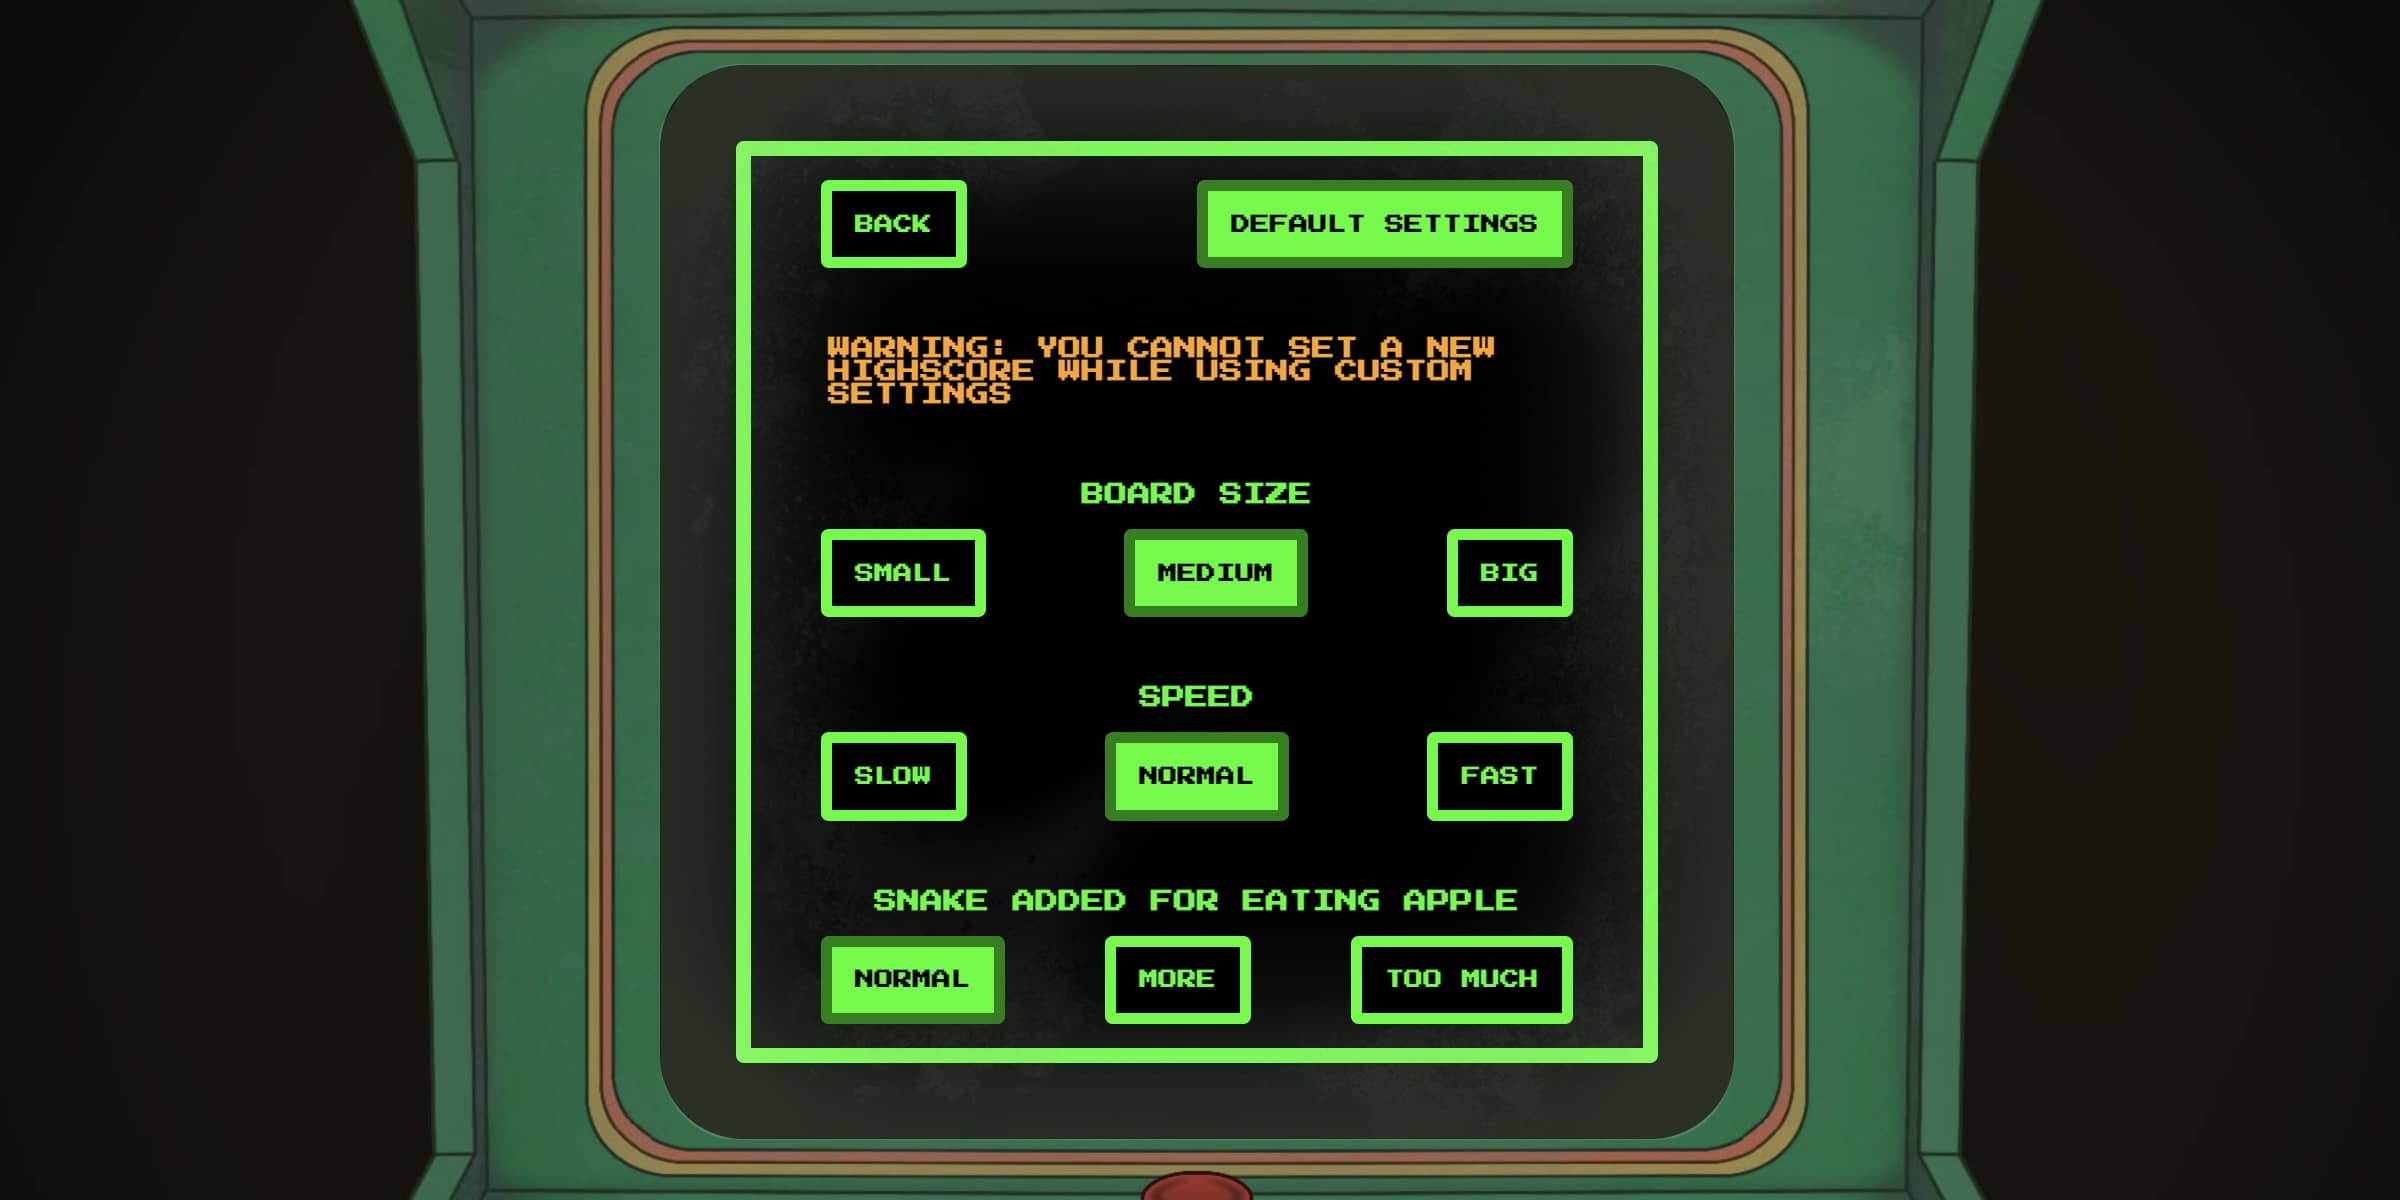 BACK
DEFAULT SETTINGS
WARNING: YOU CANNOT SET A NEW
HIGHSCORE WHILE USING CUSTOM
SETTINGS
BOARD SIZE
SMALL
MEDIUM
BIG
SPEED
SLOW
NORMAL
FAST
SNAKE ADDED FOR EATING APPLE
NORMAL
MORE
TOO MUCH